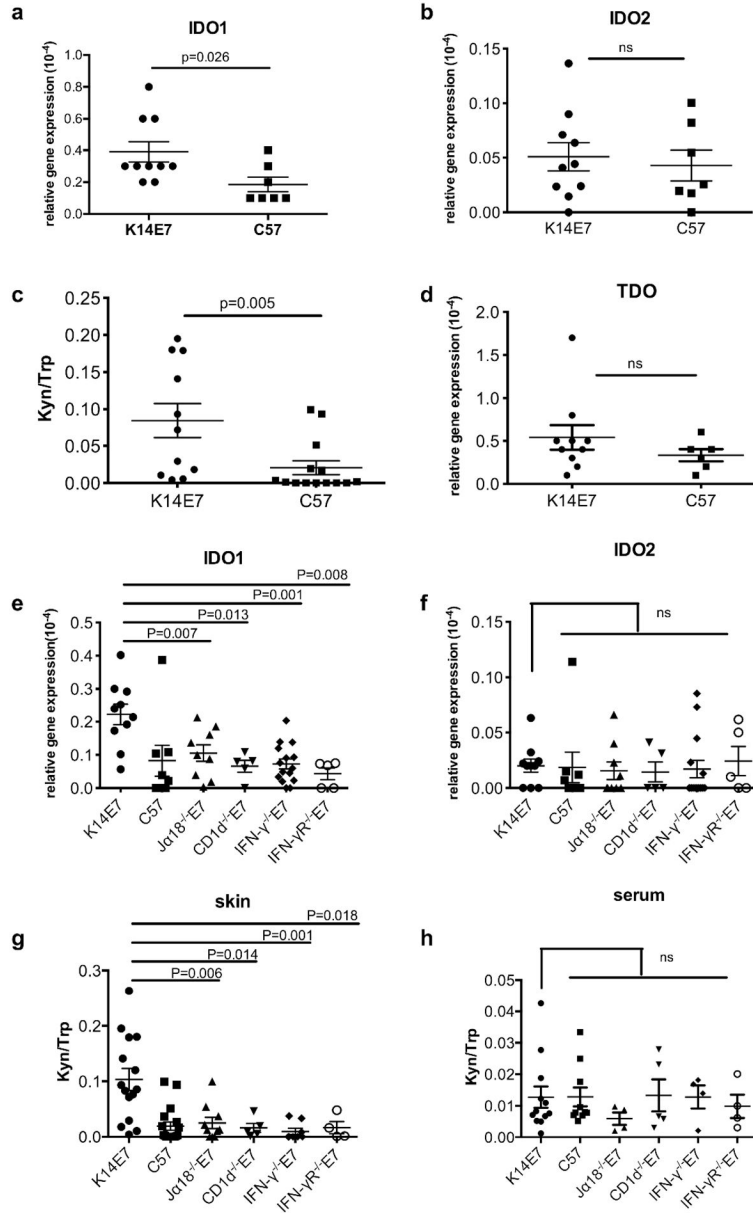 a
IDO1
relative gene expression (10⁻⁴)
1.0
0.8
0.6
0.4
0.2
0.0
p=0.026
K14E7
C57
b
IDO2
relative gene expression (10⁻⁴)
0.15
0.10
0.05
0.00
ns
K14E7
C57
c
Kyn/Trp
0.25
0.20
0.15
0.10
0.05
0.00
p=0.005
K14E7
C57
d
TDO
relative gene expression (10⁻⁴)
2.0
1.5
1.0
0.5
0.0
ns
K14E7
C57
e
IDO1
P=0.008
P=0.001
P=0.013
P=0.007
relative gene expression(10⁻⁴)
0.5
0.4
0.3
0.2
0.1
0.0
K14E7
C57
Jα18⁻/⁻E7
CD1d⁻/⁻E7
IFN-γ⁻/⁻E7
IFN-γR⁻/⁻E7
f
IDO2
ns
relative gene expression (10⁻⁴)
0.15
0.10
0.05
0.00
K14E7
C57
Jα18⁻/⁻E7
CD1d⁻/⁻E7
IFN-γ⁻/⁻E7
IFN-γR⁻/⁻E7
g
skin
P=0.018
P=0.001
P=0.014
P=0.006
Kyn/Trp
0.3
0.2
0.1
0.0
K14E7
C57
Jα18⁻/⁻E7
CD1d⁻/⁻E7
IFN-γ⁻/⁻E7
IFN-γR⁻/⁻E7
h
serum
ns
Kyn/Trp
0.05
0.04
0.03
0.02
0.01
0.00
K14E7
C57
Jα18⁻/⁻E7
CD1d⁻/⁻E7
IFN-γ⁻/⁻E7
IFN-γR⁻/⁻E7